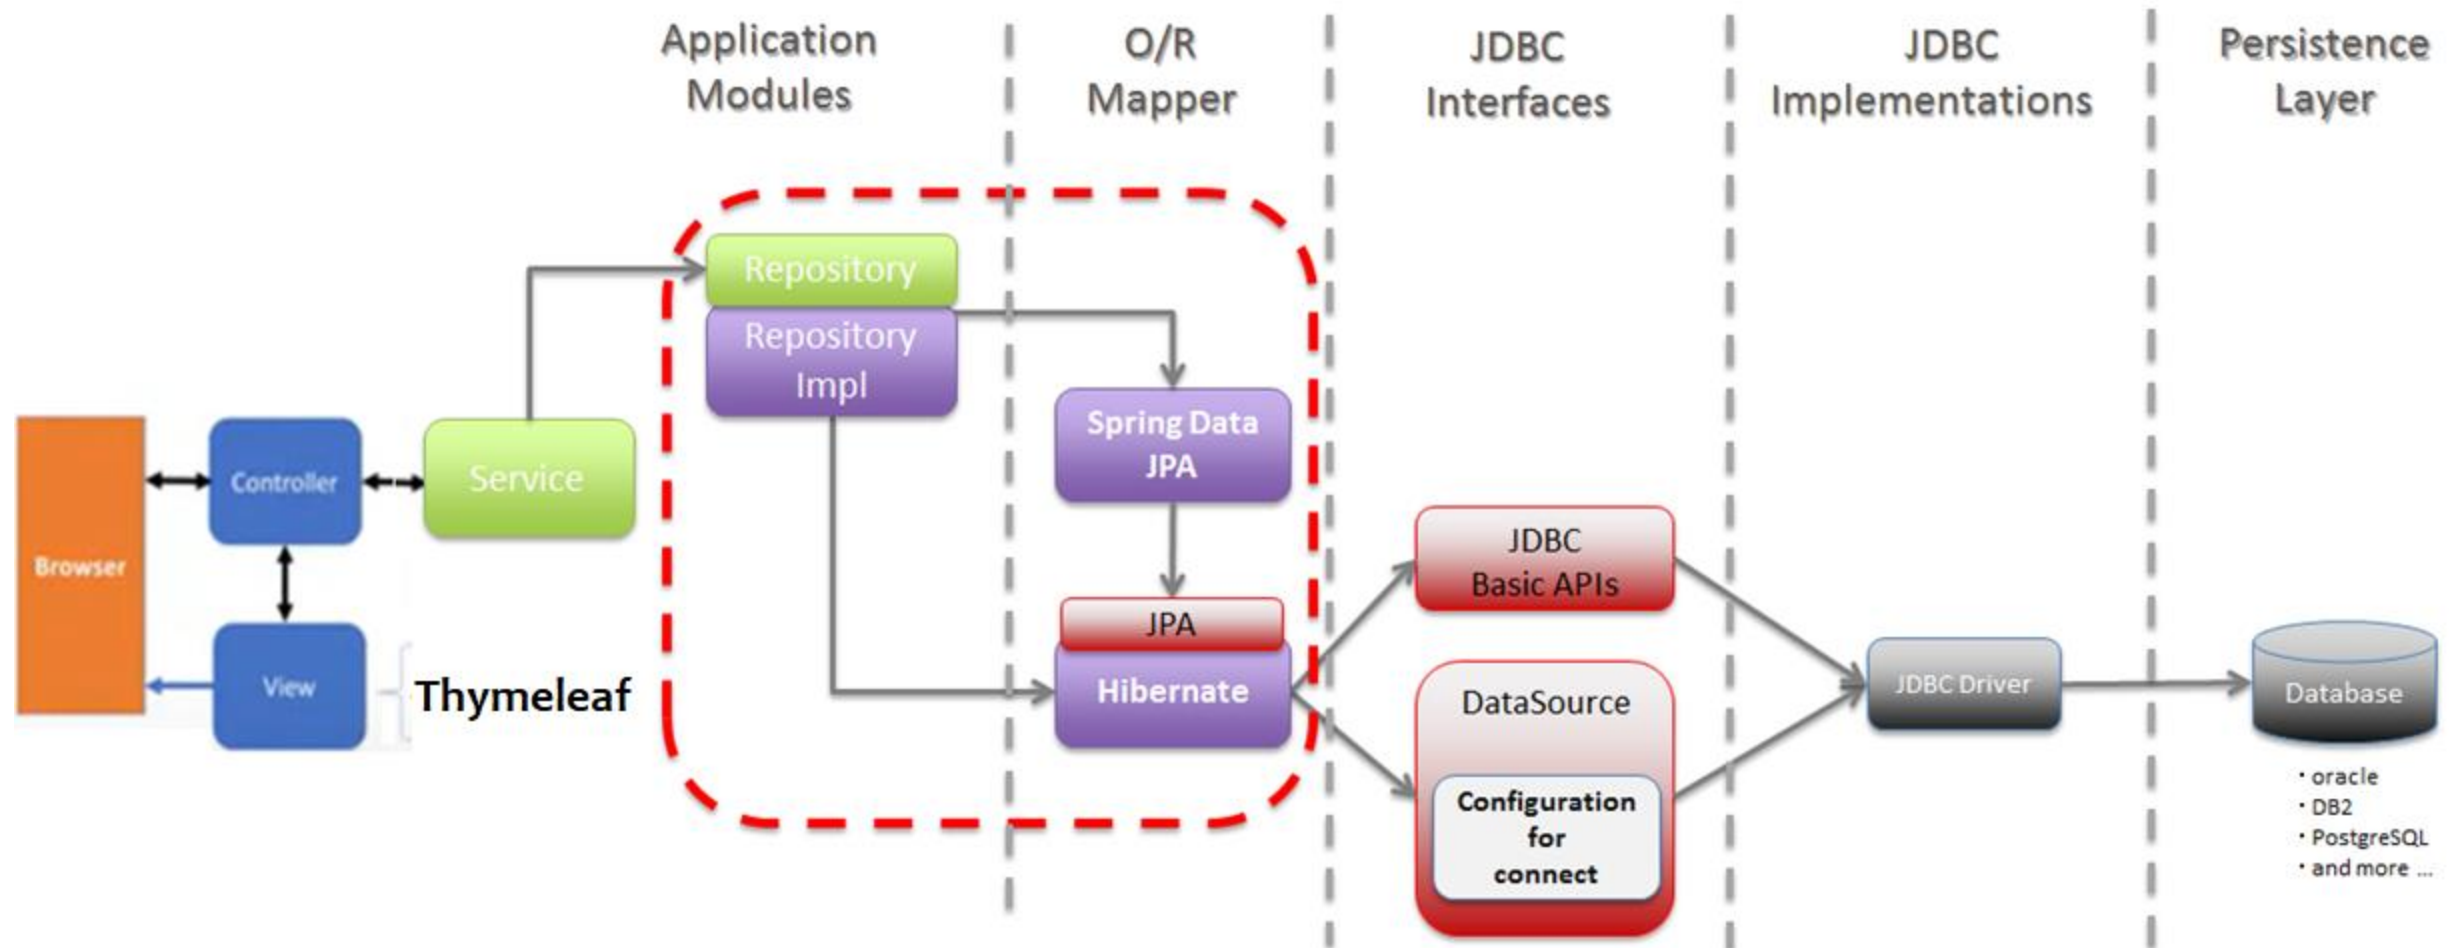 Application
Modules
O/R
Mapper
JDBC
Interfaces
JDBC
Implementations
Persistence
Layer
Repository
Repository
Impl
Spring Data
JPA
Controller
Service
Browser
JDBC
Basic APIs
JPA
Hibernate
View
Thymeleaf
DataSource
Configuration
for
connect
JDBC Driver
Database
・oracle
・DB2
・PostgreSQL
・and more ...